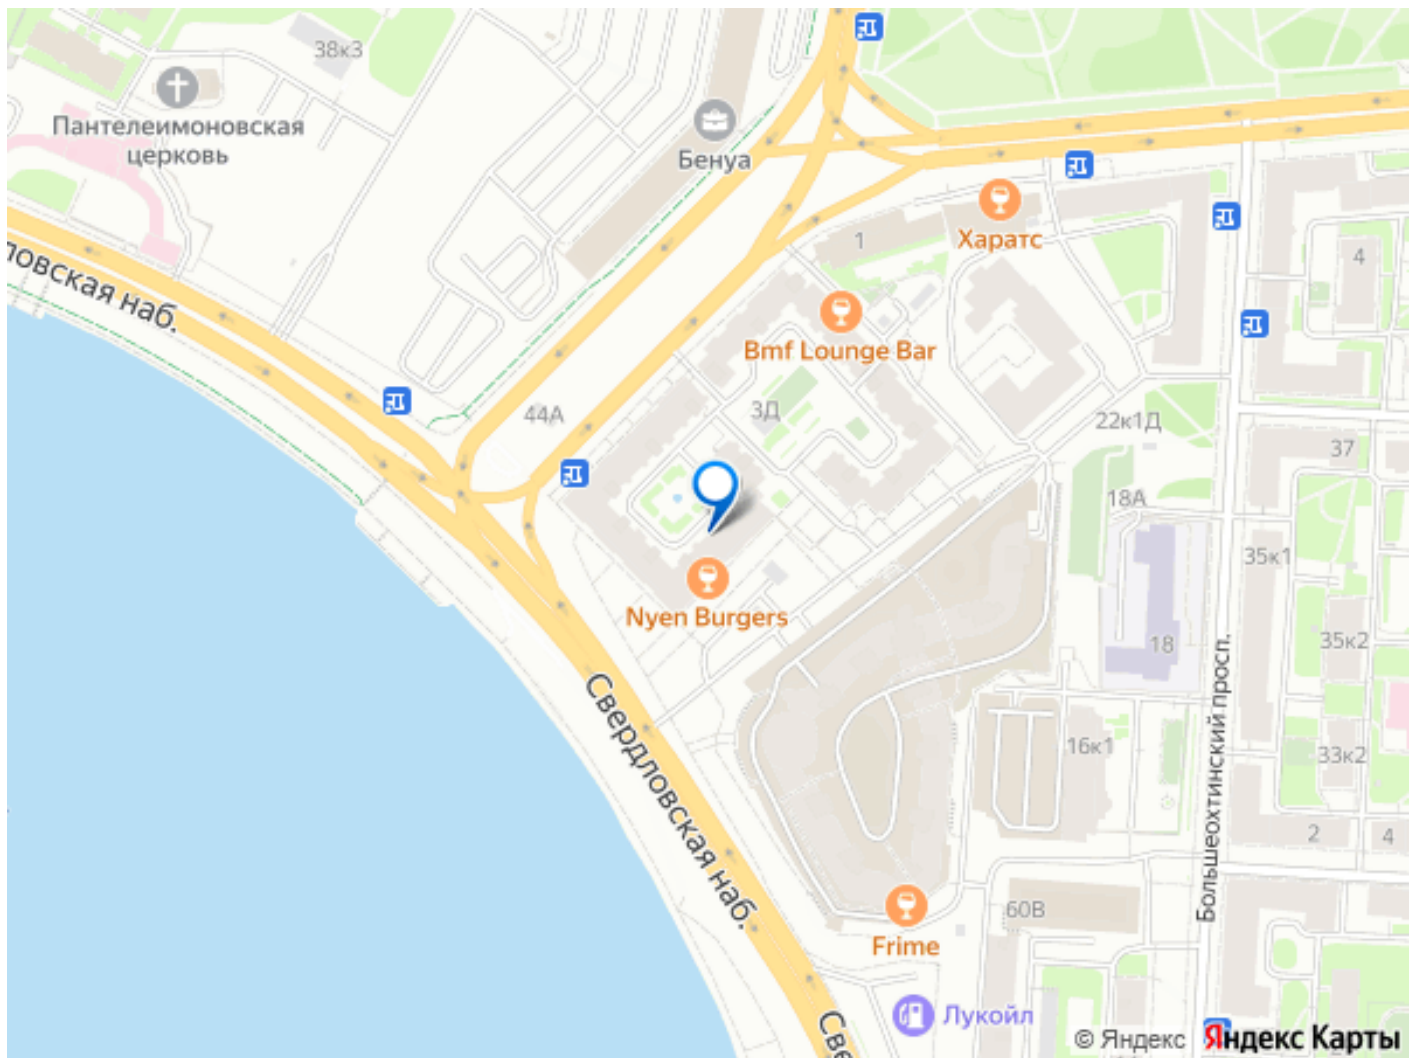 38к3
Пантелеимоновская
церковь
Бенуа
Харатс
1
4
ловская наб.
Bmf Lounge Bar
44А
3Д
22к1Д
37
18А
35к1
Nyen Burgers
18
35к2
Свердловская наб.
Большеохтинский просп.
16к1
33к2
2
4
60В
Frime
Лукойл
Све
© Яндекс Яндекс Карты